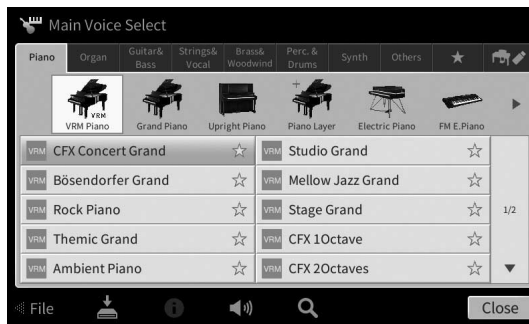 Main Voice Select
Piano
Organ
Guitar&
Bass
Strings&
Vocal
Brass&
Woodwind
Perc. &
Drums
Synth
Others
VRM
VRM Piano
Grand Piano
Upright Piano
Piano Layer
Electric Piano
FM E.Piano
VRM CFX Concert Grand
VRM Studio Grand
VRM Bösendorfer Grand
VRM Mellow Jazz Grand
VRM Rock Piano
VRM Stage Grand
1/2
VRM Themic Grand
VRM CFX 1Octave
VRM Ambient Piano
VRM CFX 2Octaves
File
Close